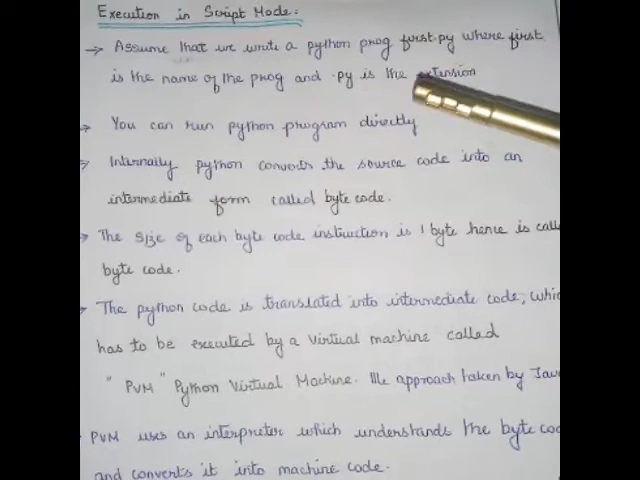 Execution in Script Mode:
→ Assume that we write a python prog first.py where first
is the name of the prog and .py is the extension
→ You can run python program directly
→ Internally python converts the source code into an
intermediate form called byte code.
→ The size of each byte code instruction is 1 byte hence is calle
byte code.
→ The python code is translated into intermediate code, whic
has to be executed by a virtual machine called
"PVM" Python Virtual Machine. The approach taken by Java
PVM uses an interpreter which understands the byte cod
and converts it into machine code.